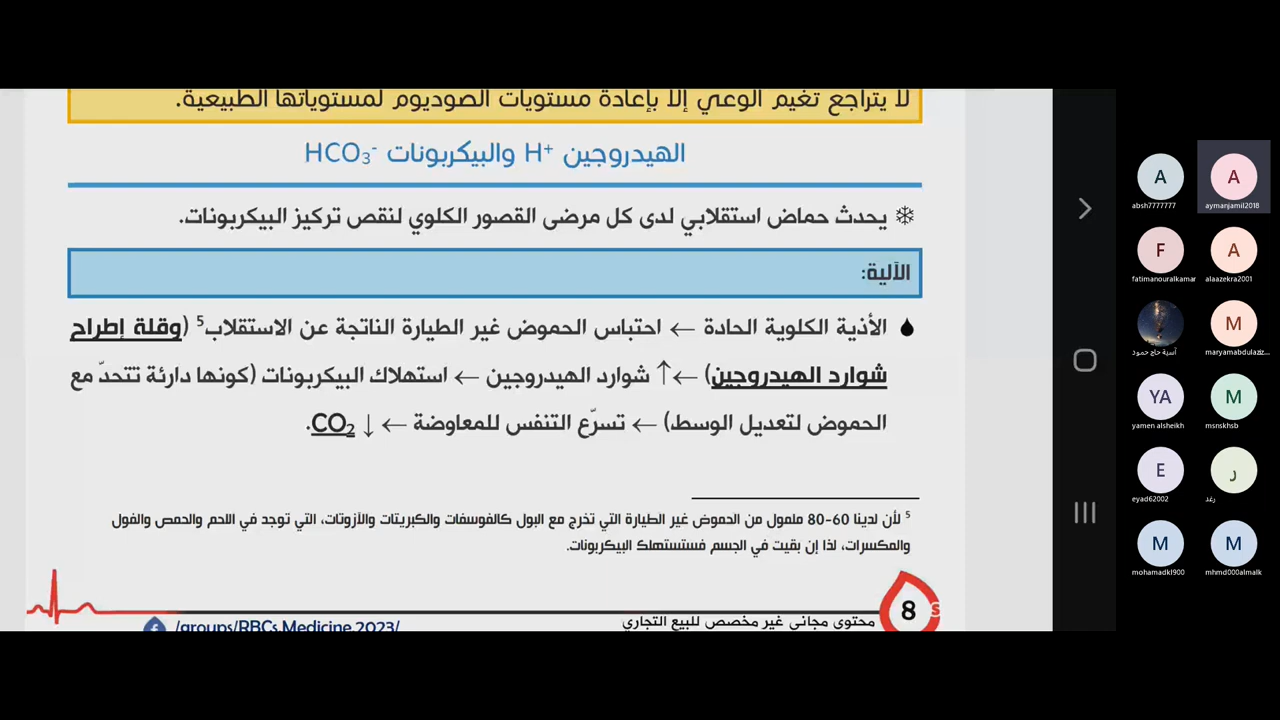 لا يتراجع تغيم الوعي إلا بإعادة مستويات الصوديوم لمستوياتها الطبيعية.
الهيدروجين H⁺ والبيكربونات HCO₃⁻
❄ يحدث حماض استقلابي لدى كل مرضى القصور الكلوي لنقص تركيز البيكربونات.
الآلية:
الأذية الكلوية الحادة ← احتباس الحموض غير الطيارة الناتجة عن الاستقلاب⁵ (وقلة إطراح
شوارد الهيدروجين) ←↑ شوارد الهيدروجين ← استهلاك البيكربونات (كونها دارئة تتحدّ مع
الحموض لتعديل الوسط) ← تسرّع التنفس للمعاوضة ← ↓ CO₂.
⁵ لأن لدينا 60-80 ملمول من الحموض غير الطيارة التي تخرج مع البول كالفوسفات والكبريتات والآزوتات، التي توجد في اللحم والحمص والفول
والمكسرات، لذا إن بقيت في الجسم فستستهلك البيكربونات.
8
S
محتوى مجاني غير مخصص للبيع التجاري
/groups/RBCs.Medicine.2023/
A
absh7777777
A
aymanjamil2018
F
fatimanouralkamar
A
alaazekra2001
آسية حاج حمود
M
maryamabdulaziz...
YA
yamen alsheikh
M
msnskhsb
E
eyad62002
ر
رغد
M
mohamadkl900
M
mhmd000almalk